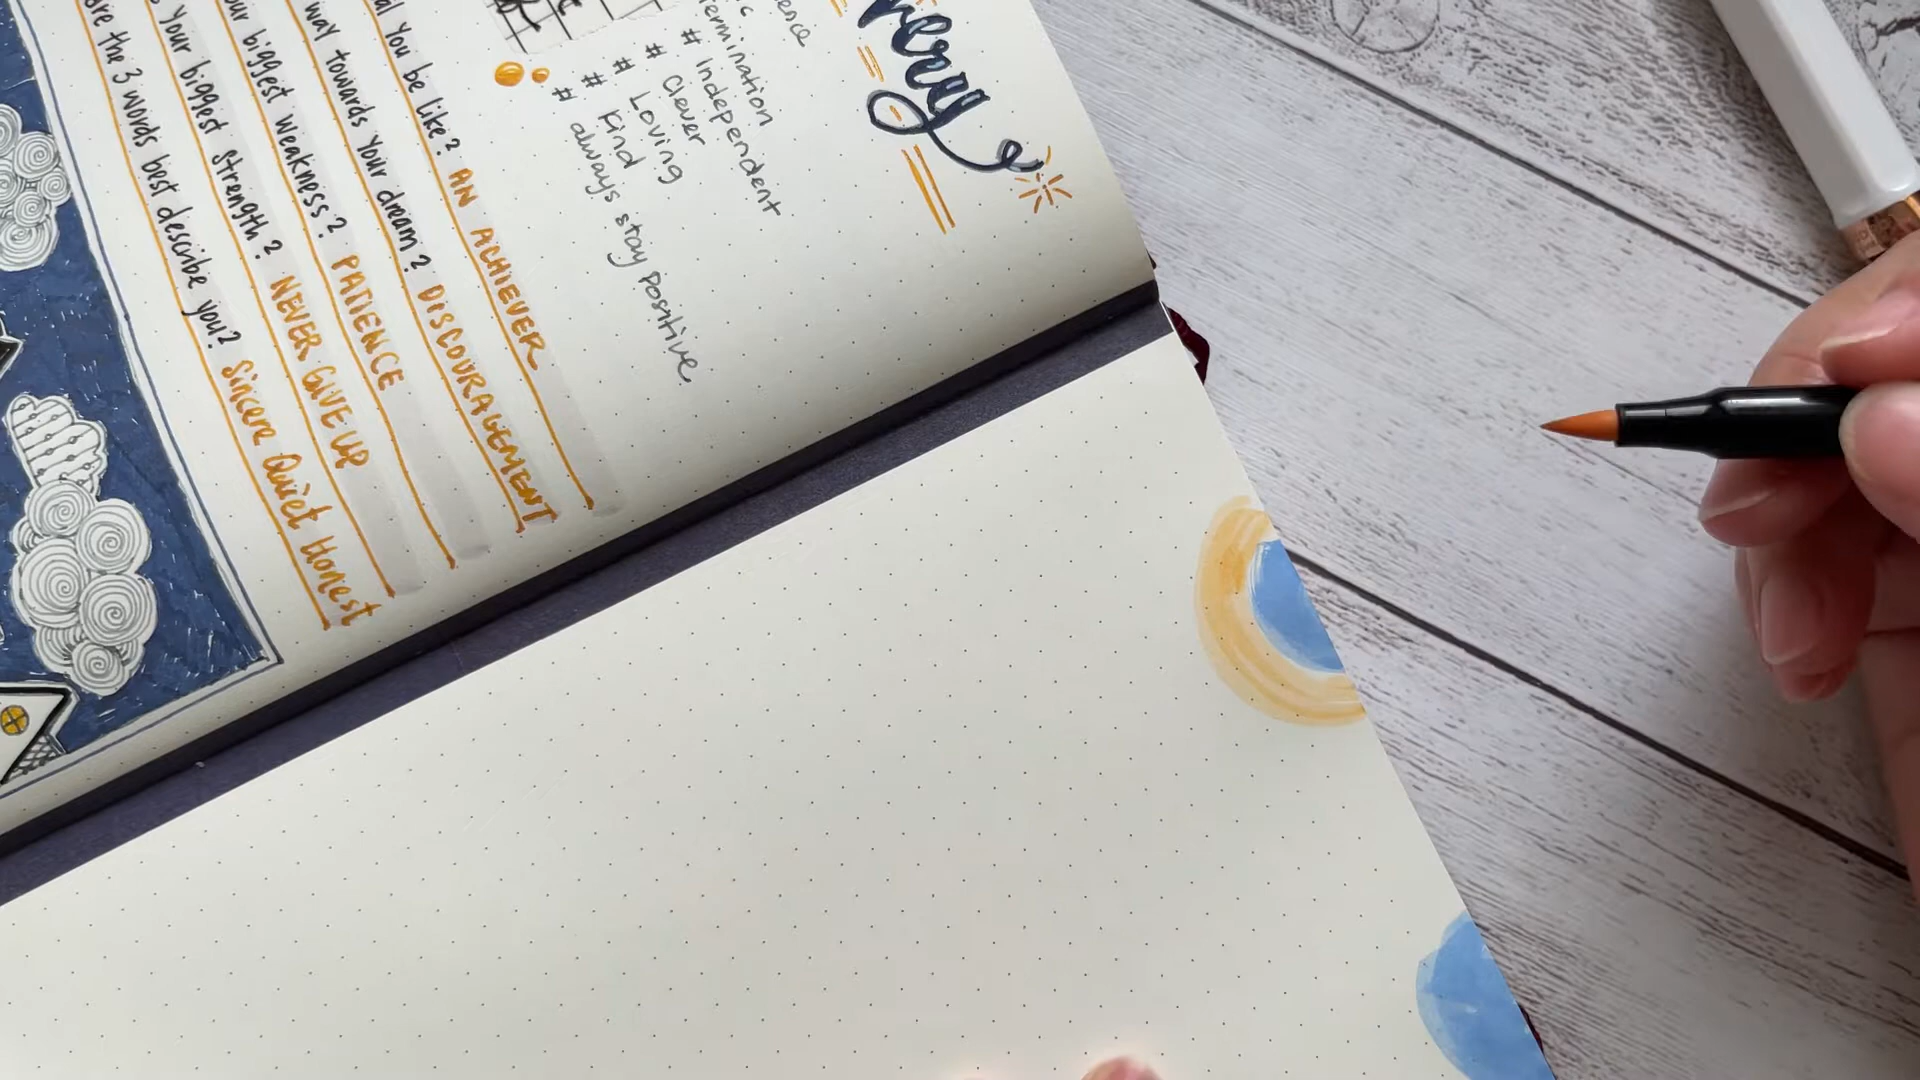 very
ence
termination
# Independent
# Clever
# Loving
# Kind
# always stay positive
al you be like? AN ACHIEVER
way towards your dream? DISCOURAGEMENT
our biggest weakness? PATIENCE
your biggest strength? NEVER GIVE UP
are the 3 words best describe you? Sincere Quiet Honest